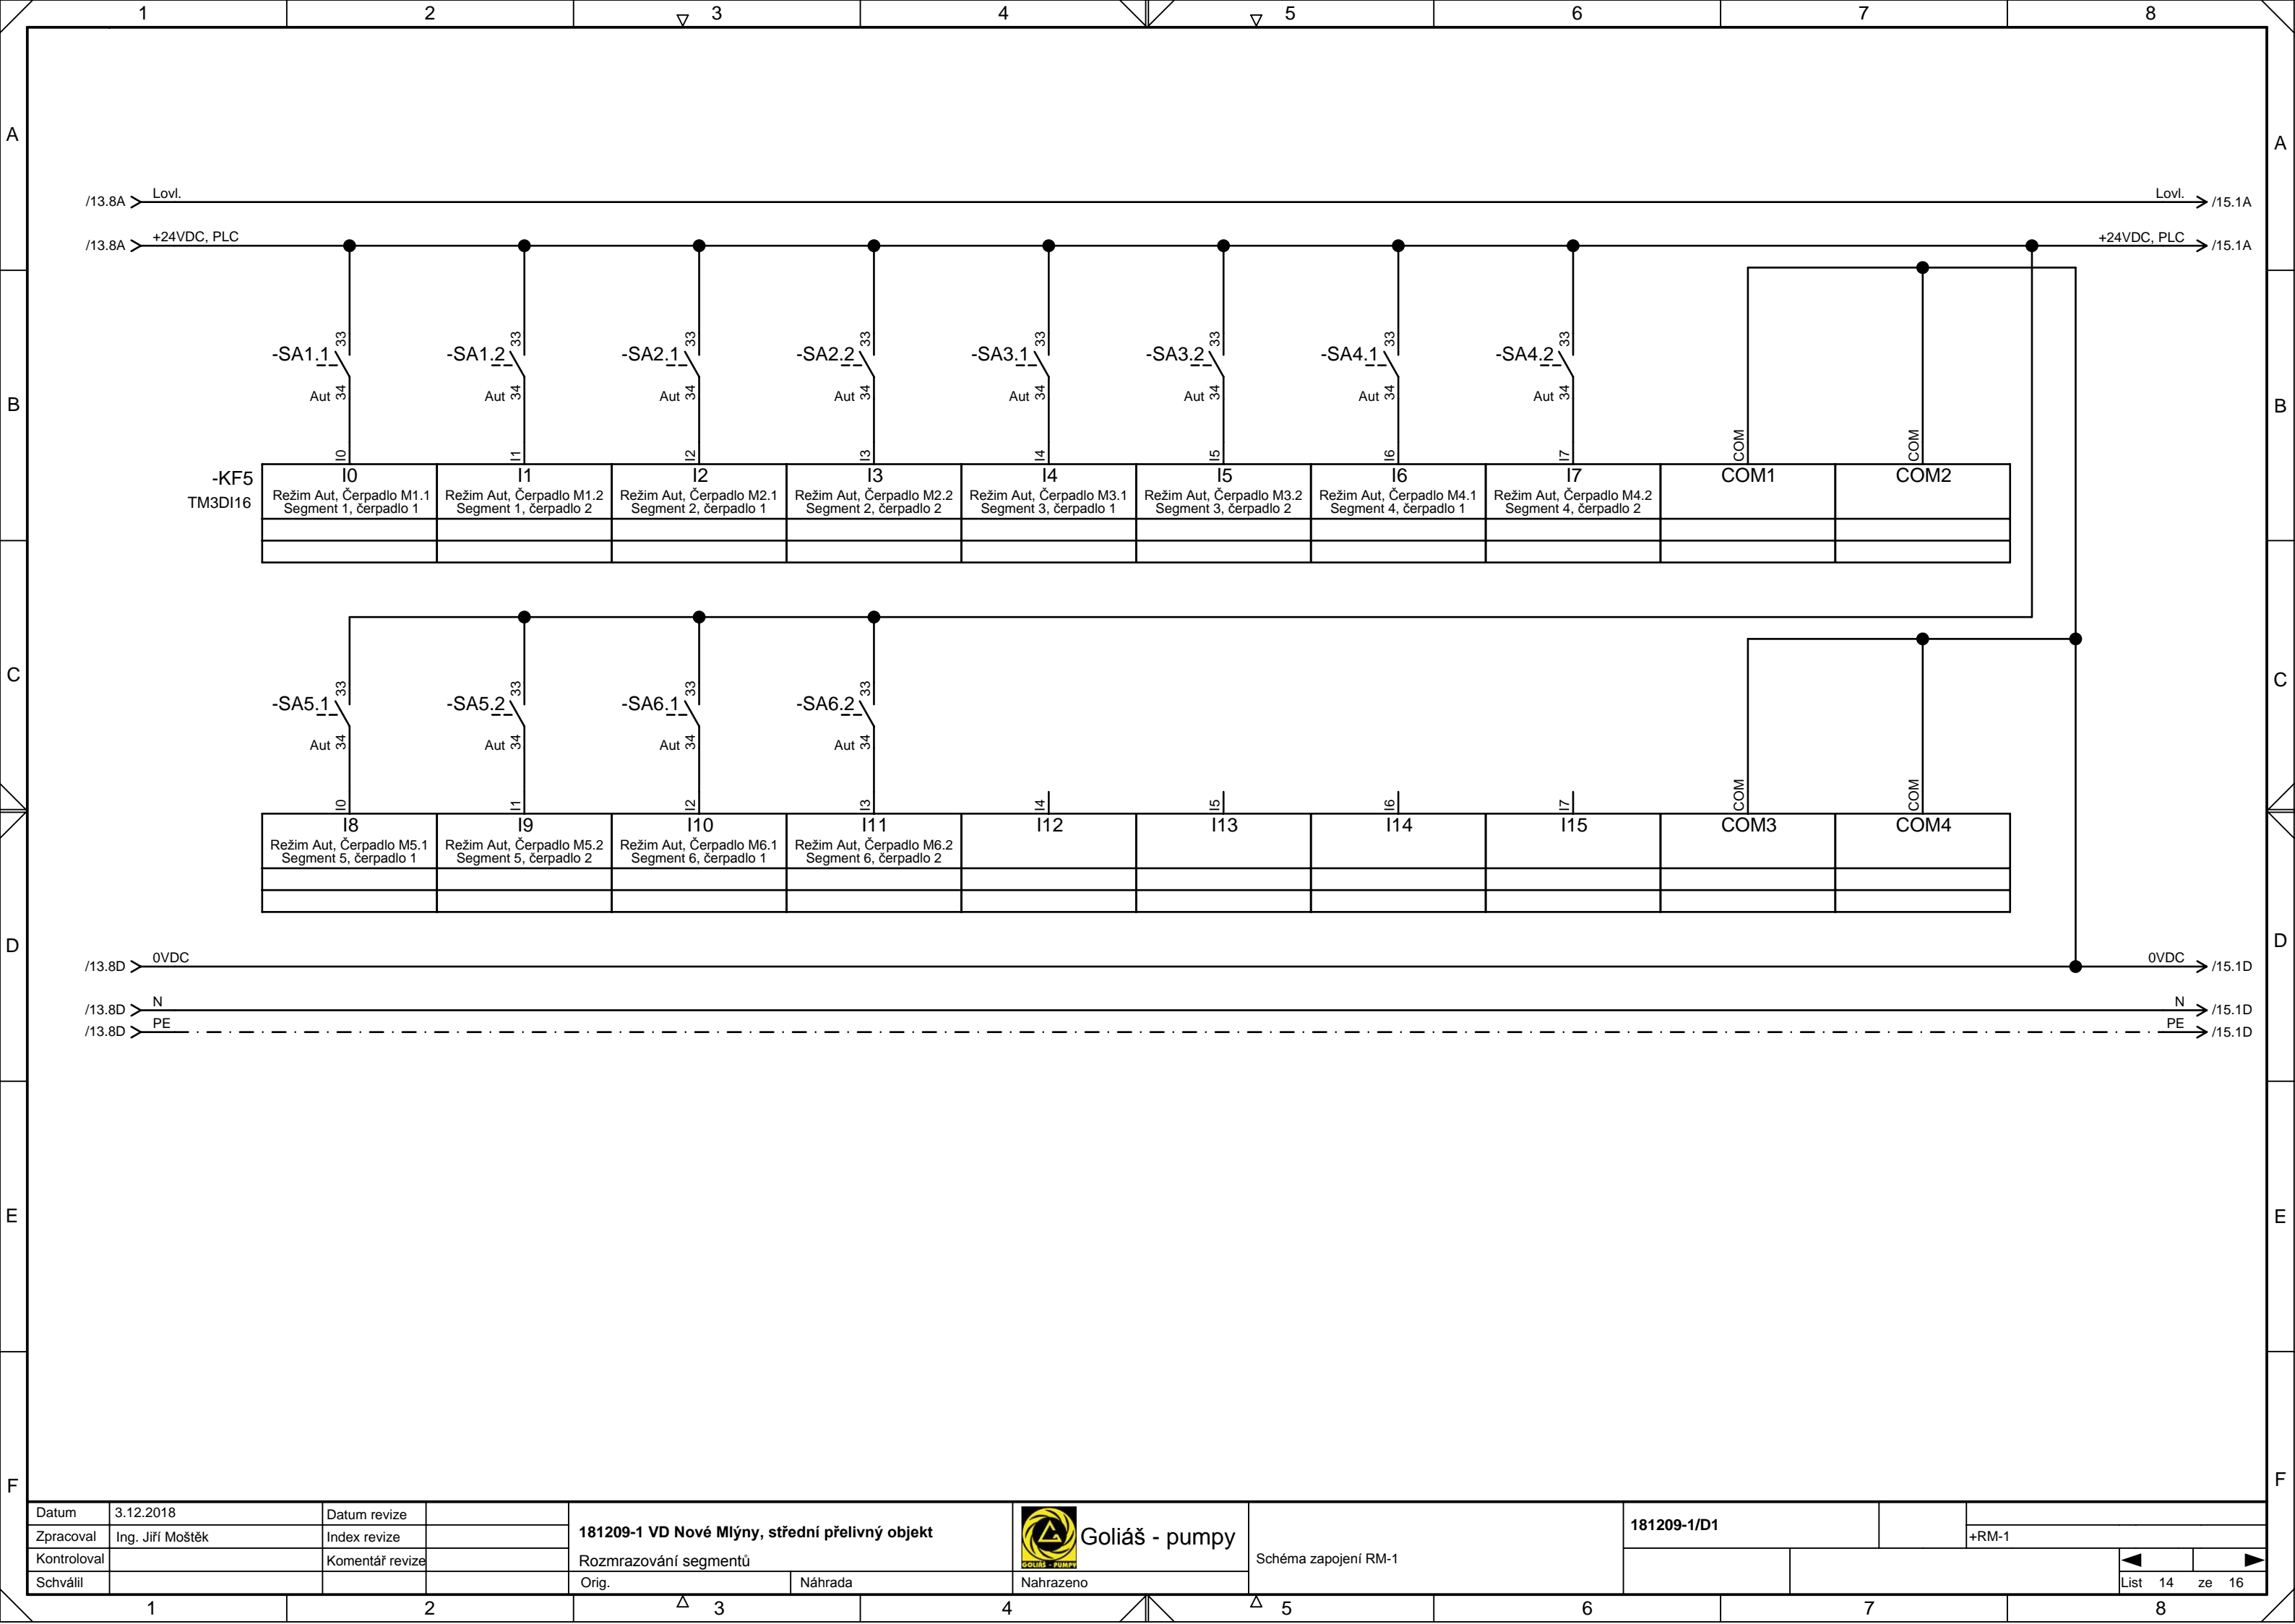 1 2 3 4 5 6 7 8
A A
/13.8A Lovl. Lovl. /15.1A
/13.8A +24VDC, PLC +24VDC, PLC /15.1A
33 33 33 33 33 33 33 33
-SA1.1 -SA1.2 -SA2.1 -SA2.2 -SA3.1 -SA3.2 -SA4.1 -SA4.2
Aut 34 Aut 34 Aut 34 Aut 34 Aut 34 Aut 34 Aut 34 Aut 34
B B
I0 I1 I2 I3 I4 I5 I6 I7 COM COM
-KF5 I0 I1 I2 I3 I4 I5 I6 I7 COM1 COM2
TM3DI16 Režim Aut, Čerpadlo M1.1 Režim Aut, Čerpadlo M1.2 Režim Aut, Čerpadlo M2.1 Režim Aut, Čerpadlo M2.2 Režim Aut, Čerpadlo M3.1 Režim Aut, Čerpadlo M3.2 Režim Aut, Čerpadlo M4.1 Režim Aut, Čerpadlo M4.2
Segment 1, čerpadlo 1 Segment 1, čerpadlo 2 Segment 2, čerpadlo 1 Segment 2, čerpadlo 2 Segment 3, čerpadlo 1 Segment 3, čerpadlo 2 Segment 4, čerpadlo 1 Segment 4, čerpadlo 2
C C
33 33 33 33
-SA5.1 -SA5.2 -SA6.1 -SA6.2
Aut 34 Aut 34 Aut 34 Aut 34
I0 I1 I2 I3 I4 I5 I6 I7 COM COM
I8 I9 I10 I11 I12 I13 I14 I15 COM3 COM4
Režim Aut, Čerpadlo M5.1 Režim Aut, Čerpadlo M5.2 Režim Aut, Čerpadlo M6.1 Režim Aut, Čerpadlo M6.2
Segment 5, čerpadlo 1 Segment 5, čerpadlo 2 Segment 6, čerpadlo 1 Segment 6, čerpadlo 2
D D
/13.8D 0VDC 0VDC /15.1D
/13.8D N N /15.1D
/13.8D PE PE /15.1D
E E
F F
Datum 3.12.2018 Datum revize
Zpracoval Ing. Jiří Moštěk Index revize
Kontroloval Komentář revize
Schválil
181209-1 VD Nové Mlýny, střední přelivný objekt
Rozmrazování segmentů
Orig. Náhrada Nahrazeno
GOLIÁŠ - PUMPY
Goliáš - pumpy
Schéma zapojení RM-1
181209-1/D1
+RM-1
List 14 ze 16
1 2 3 4 5 6 7 8